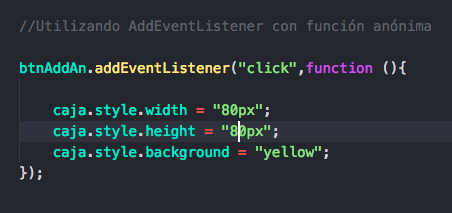 //Utilizando AddEventListener con función anónima
btnAddAn.addEventListener("click",function (){
caja.style.width = "80px";
caja.style.height = "80px";
caja.style.background = "yellow";
});